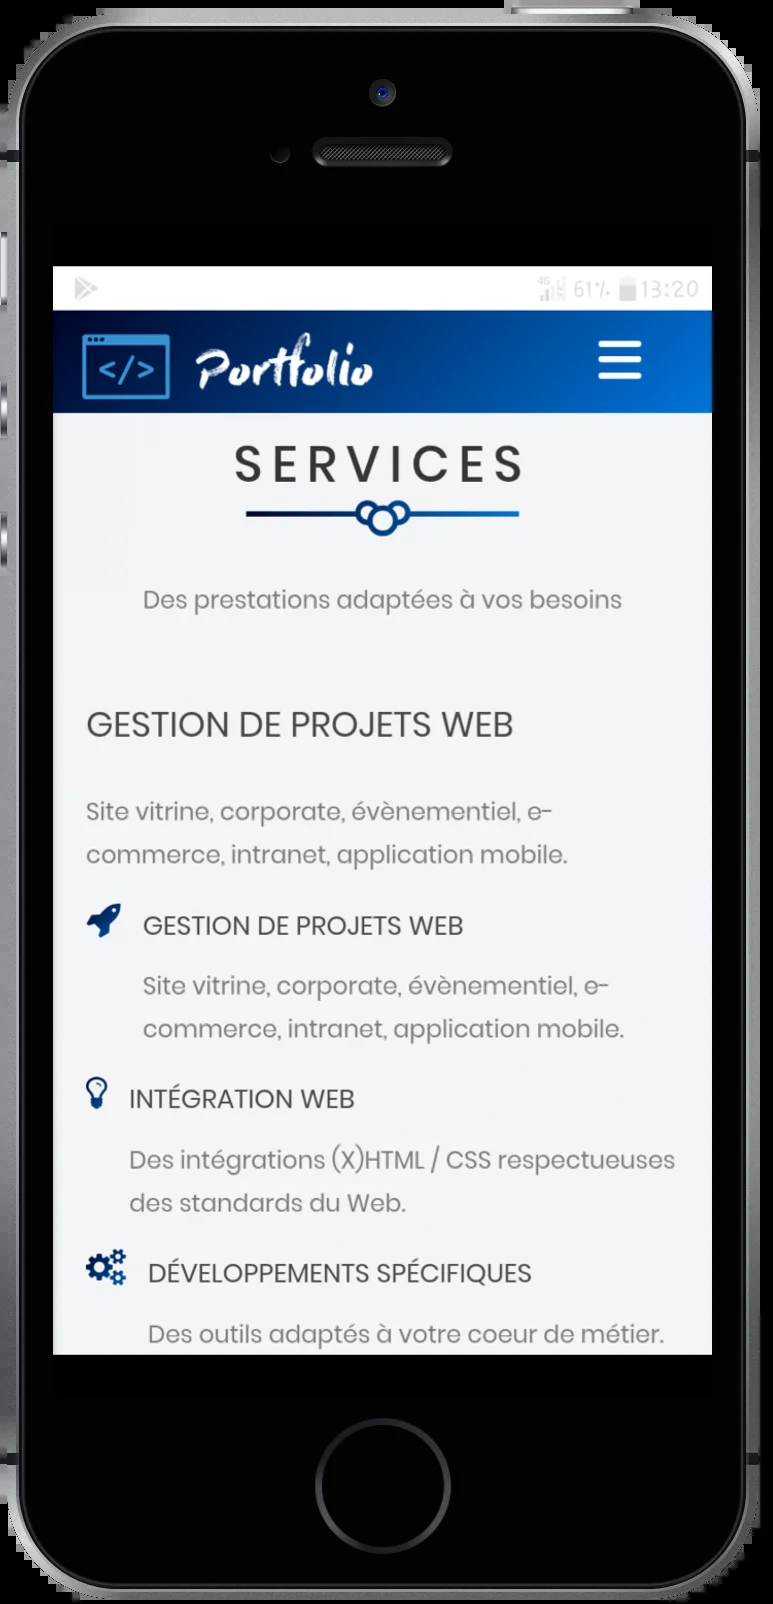 4G 61% 13:20
</> Portfolio
SERVICES
Des prestations adaptées à vos besoins
GESTION DE PROJETS WEB
Site vitrine, corporate, évènementiel, e-
commerce, intranet, application mobile.
GESTION DE PROJETS WEB
Site vitrine, corporate, évènementiel, e-
commerce, intranet, application mobile.
INTÉGRATION WEB
Des intégrations (X)HTML / CSS respectueuses
des standards du Web.
DÉVELOPPEMENTS SPÉCIFIQUES
Des outils adaptés à votre coeur de métier.